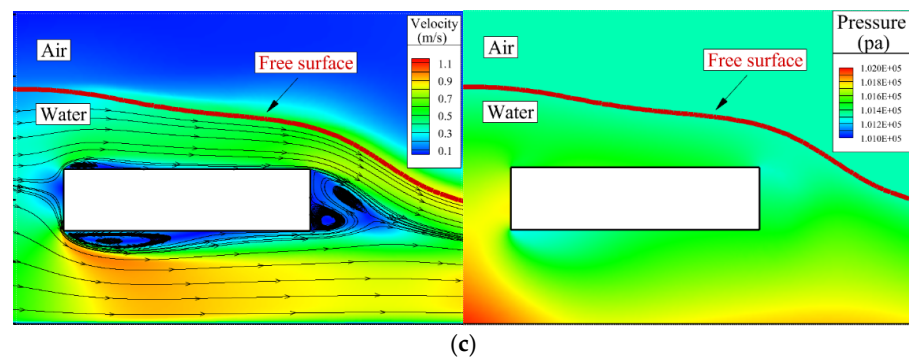 Velocity
(m/s)
1.1
0.9
0.7
0.5
0.3
0.1
Air
Free surface
Water
Pressure
(pa)
1.020E+05
1.018E+05
1.016E+05
1.014E+05
1.012E+05
1.010E+05
Air
Free surface
Water
(c)